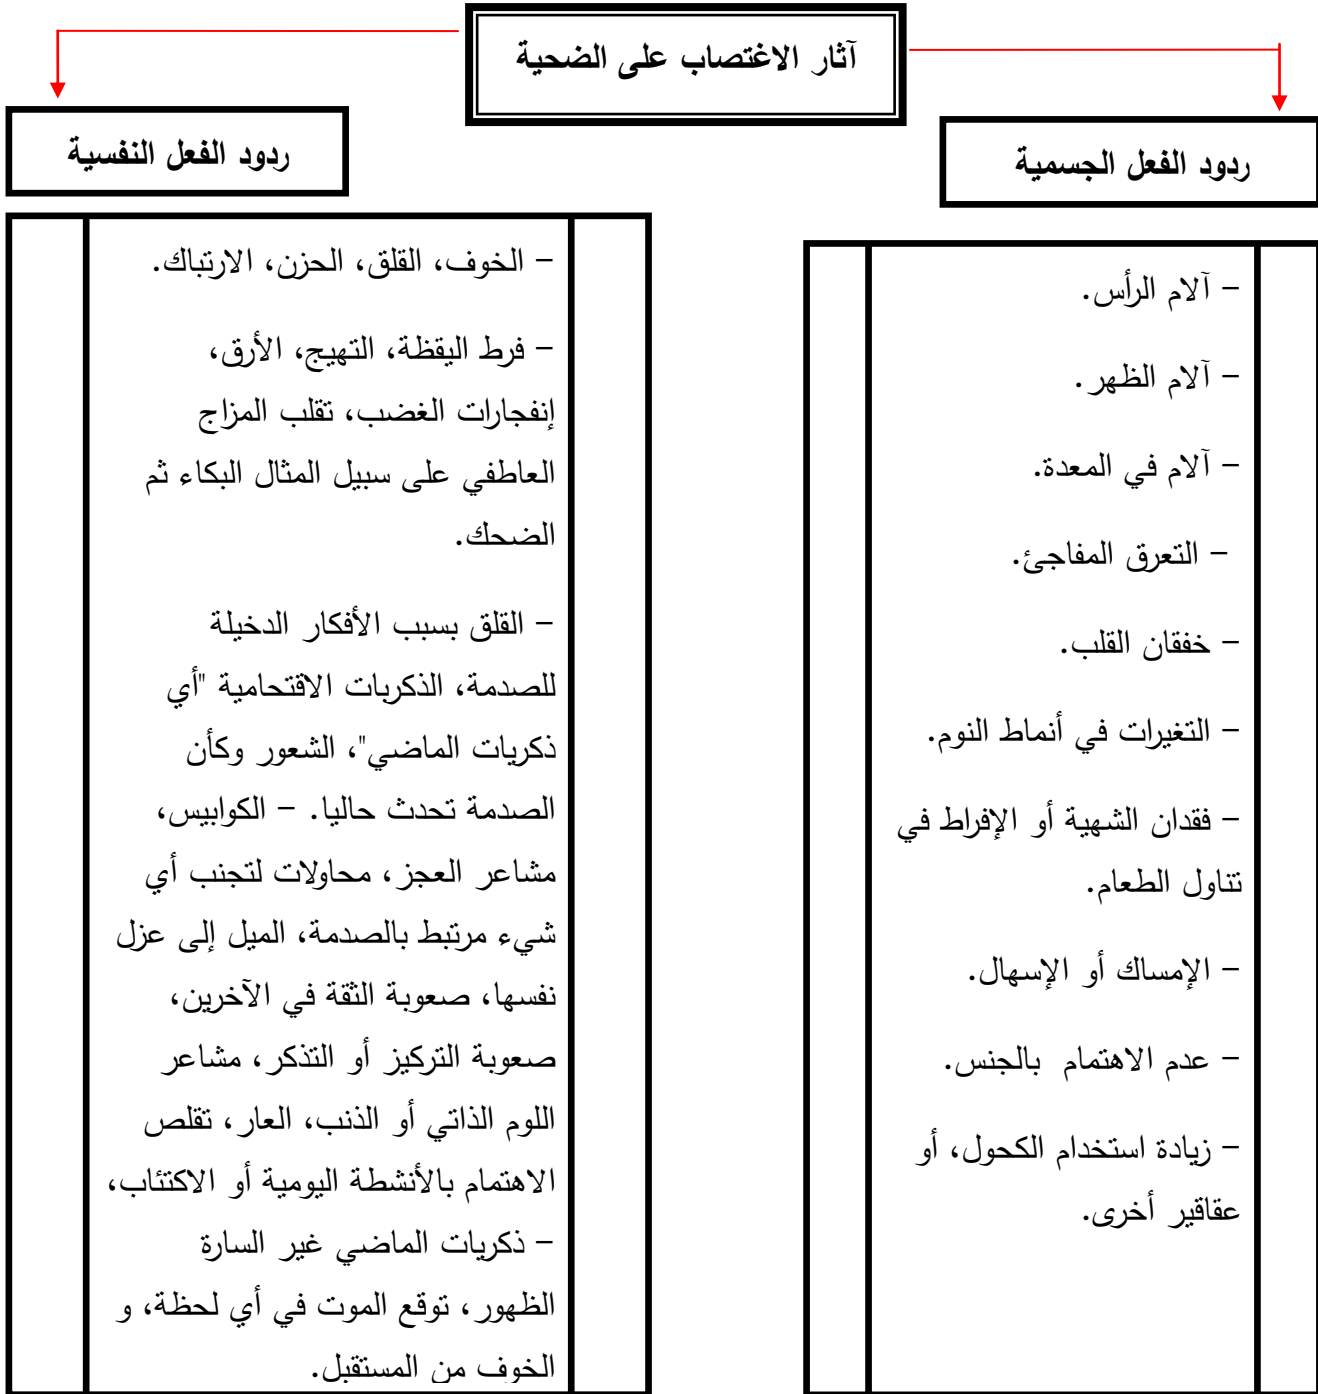 آثار الاغتصاب على الضحية
ردود الفعل الجسمية
– آلام الرأس.
– آلام الظهر.
– آلام في المعدة.
– التعرق المفاجئ.
– خفقان القلب.
– التغيرات في أنماط النوم.
– فقدان الشهية أو الإفراط في
تناول الطعام.
– الإمساك أو الإسهال.
– عدم الاهتمام بالجنس.
– زيادة استخدام الكحول، أو
عقاقير أخرى.
ردود الفعل النفسية
– الخوف، القلق، الحزن، الارتباك.
– فرط اليقظة، التهيج، الأرق،
إنفجارات الغضب، تقلب المزاج
العاطفي على سبيل المثال البكاء ثم
الضحك.
– القلق بسبب الأفكار الدخيلة
للصدمة، الذكريات الاقتحامية "أي
ذكريات الماضي"، الشعور وكأن
الصدمة تحدث حاليا. – الكوابيس،
مشاعر العجز، محاولات لتجنب أي
شيء مرتبط بالصدمة، الميل إلى عزل
نفسها، صعوبة الثقة في الآخرين،
صعوبة التركيز أو التذكر، مشاعر
اللوم الذاتي أو الذنب، العار، تقلص
الاهتمام بالأنشطة اليومية أو الاكتئاب،
– ذكريات الماضي غير السارة
الظهور، توقع الموت في أي لحظة، و
الخوف من المستقبل.